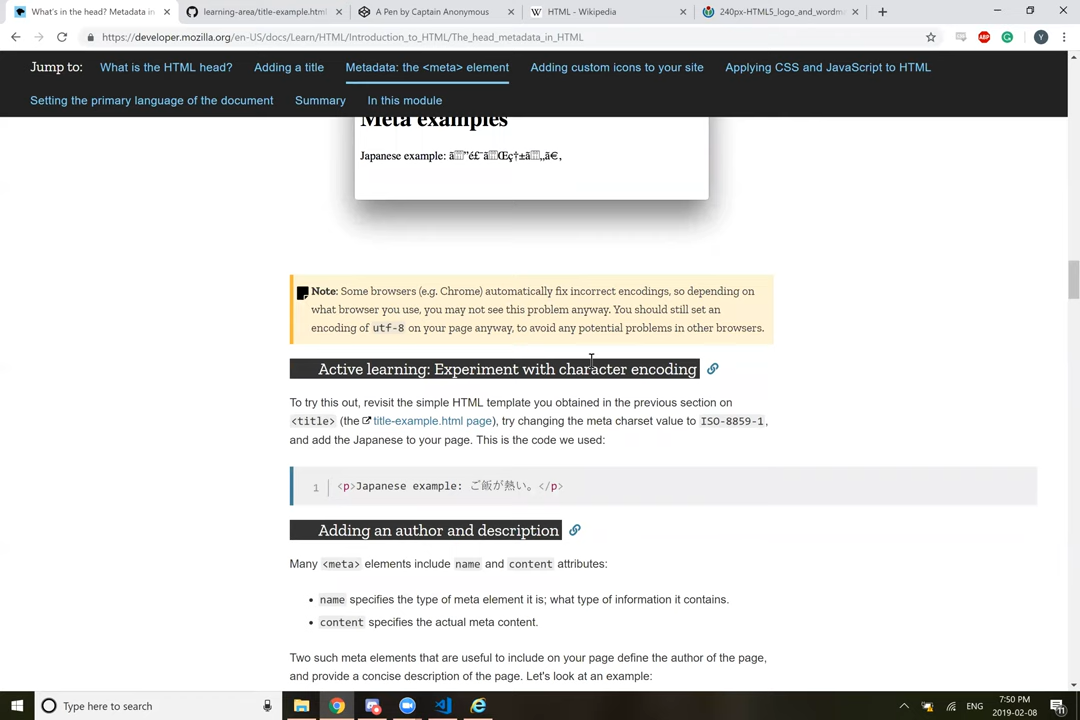 What's in the head? Metadata in
learning-area/title-example.html
A Pen by Captain Anonymous
HTML - Wikipedia
240px-HTML5_logo_and_wordma
https://developer.mozilla.org/en-US/docs/Learn/HTML/Introduction_to_HTML/The_head_metadata_in_HTML
ABP
Y
Jump to: What is the HTML head? Adding a title Metadata: the <meta> element Adding custom icons to your site Applying CSS and JavaScript to HTML
Setting the primary language of the document Summary In this module
Meta examples
Japanese example:
Note: Some browsers (e.g. Chrome) automatically fix incorrect encodings, so depending on
what browser you use, you may not see this problem anyway. You should still set an
encoding of utf-8 on your page anyway, to avoid any potential problems in other browsers.
Active learning: Experiment with character encoding
To try this out, revisit the simple HTML template you obtained in the previous section on
<title> (the title-example.html page), try changing the meta charset value to ISO-8859-1,
and add the Japanese to your page. This is the code we used:
1 <p>Japanese example: ご飯が熱い。</p>
Adding an author and description
Many <meta> elements include name and content attributes:
• name specifies the type of meta element it is; what type of information it contains.
• content specifies the actual meta content.
Two such meta elements that are useful to include on your page define the author of the page,
and provide a concise description of the page. Let's look at an example:
Type here to search
ENG
7:50 PM
2019-02-08